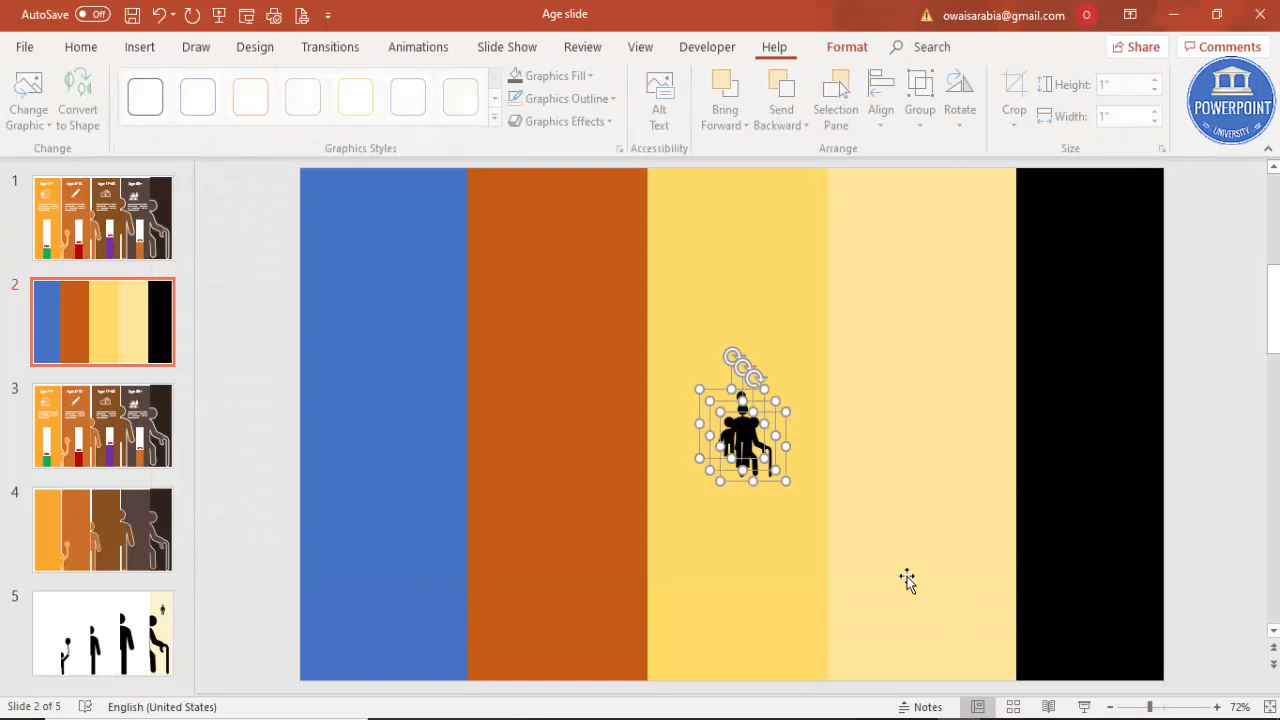 AutoSave Off
Age slide
owaisarabia@gmail.com
O
File Home Insert Draw Design Transitions Animations Slide Show Review View Developer Help Format Search
Share
Comments
Change Graphic
Convert to Shape
Change
Graphics Fill
Graphics Outline
Graphics Effects
Graphics Styles
Alt Text
Accessibility
Bring Forward
Send Backward
Selection Pane
Align
Group
Rotate
Arrange
Crop
Height: 1"
Width: 1"
Size
POWERPOINT
UNIVERSITY
1
2
3
4
5
Slide 2 of 5
English (United States)
Notes
72%